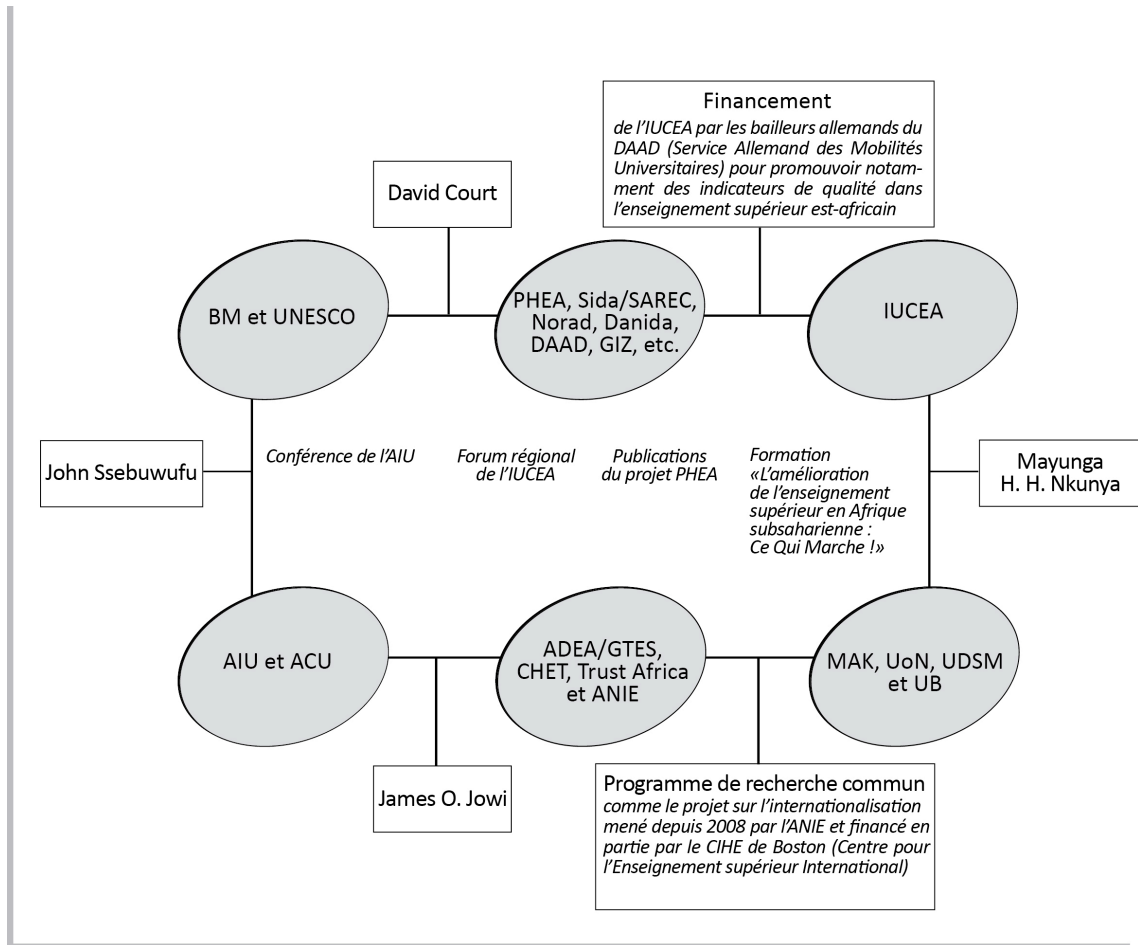 Financement
de l’IUCEA par les bailleurs allemands du
DAAD (Service Allemand des Mobilités
Universitaires) pour promouvoir notam-
ment des indicateurs de qualité dans
l’enseignement supérieur est-africain
David Court
BM et UNESCO
PHEA, Sida/SAREC,
Norad, Danida,
DAAD, GIZ, etc.
IUCEA
John Ssebuwufu
Conférence de l’AIU
Forum régional
de l’IUCEA
Publications
du projet PHEA
Formation
«L’amélioration
de l’enseignement
supérieur en Afrique
subsaharienne :
Ce Qui Marche !»
Mayunga
H. H. Nkunya
AIU et ACU
ADEA/GTES,
CHET, Trust Africa
et ANIE
MAK, UoN, UDSM
et UB
James O. Jowi
Programme de recherche commun
comme le projet sur l’internationalisation
mené depuis 2008 par l’ANIE et financé en
partie par le CIHE de Boston (Centre pour
l’Enseignement supérieur International)